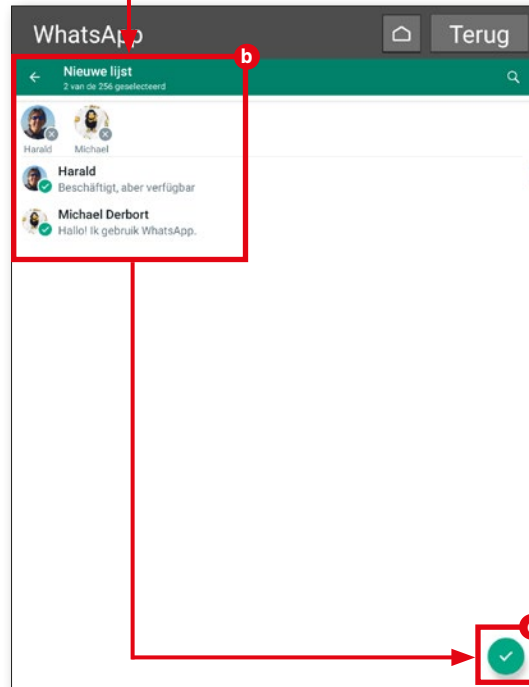 WhatsApp
Terug
b
Nieuwe lijst
2 van de 256 geselecteerd
Harald
Michael
Harald
Beschäftigt, aber verfügbar
Michael Derbort
Hallo! Ik gebruik WhatsApp.